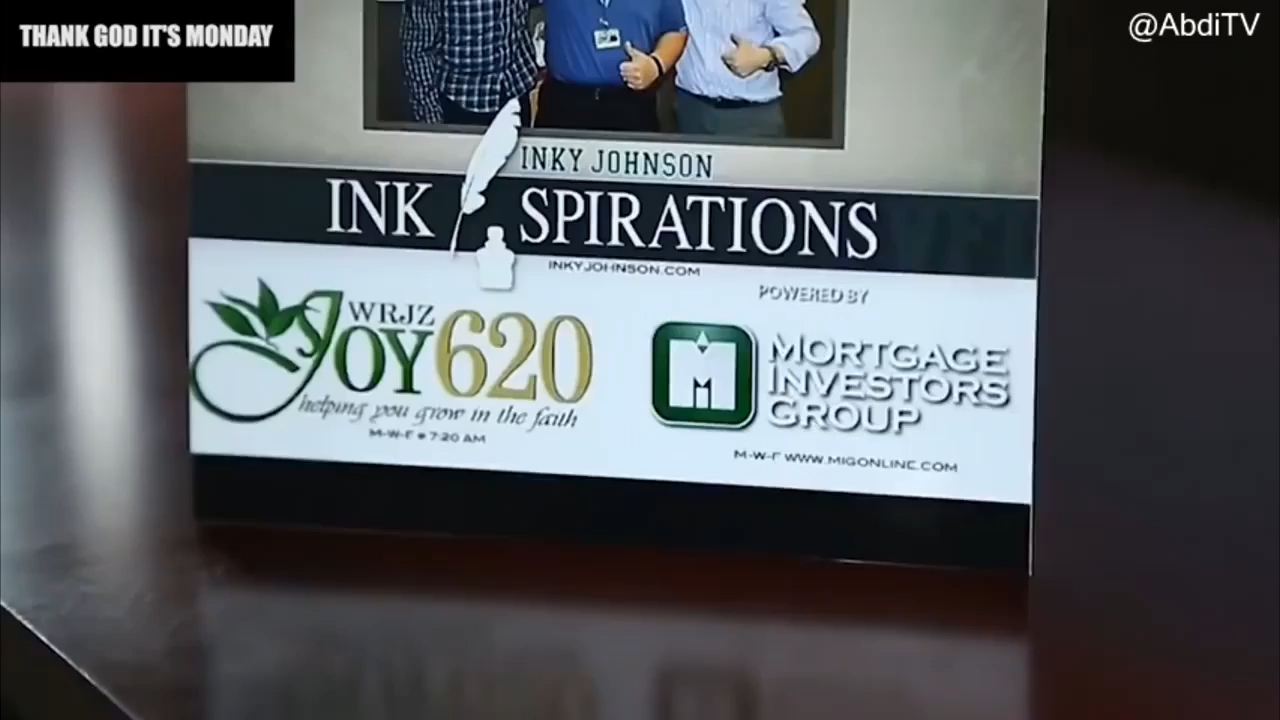 THANK GOD IT'S MONDAY
@AbdiTV
INKY JOHNSON
INK SPIRATIONS
INKYJOHNSON.COM
POWERED BY
WRJZ
JOY620
helping you grow in the faith
M-W-F • 7:20 AM
MORTGAGE
INVESTORS
GROUP
M-W-F WWW.MIGONLINE.COM